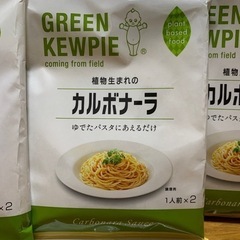 GREEN
KEWPIE
coming from field
plant
based
food
植物生まれの
カルボナーラ
ゆでたパスタにあえるだけ
1人前×2
Carbonara Sauce